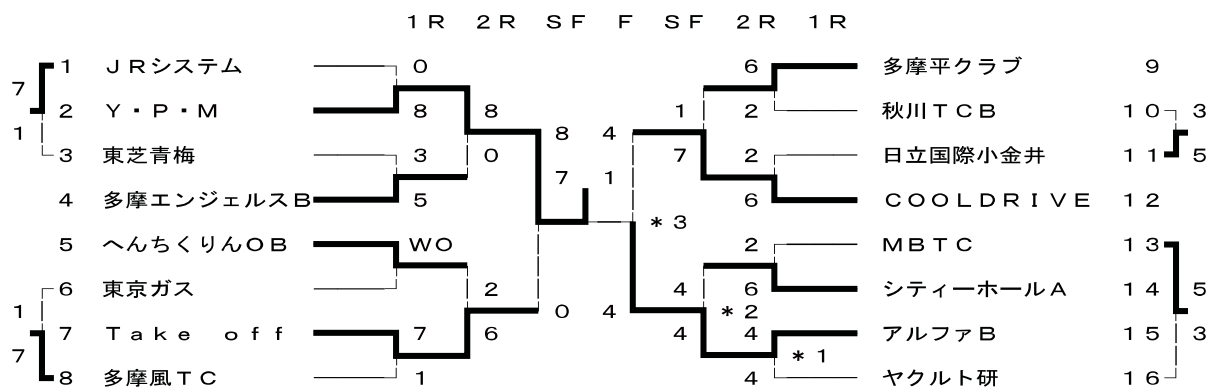 1R 2R SF F SF 2R 1R
1 JRシステム 0 6 多摩平クラブ 9
7
2 Y・P・M 8 8 1 2 秋川TCB 10 3
1 8 4
3 東芝青梅 3 0 7 2 日立国際小金井 11 5
7 1
4 多摩エンジェルスB 5 6 COOLDRIVE 12
*3
5 へんちくりんOB WO 2 MBTC 13
6 東京ガス 2 4 6 シティーホールA 14 5
1 0 4 *2
7 Take off 7 6 4 4 アルファB 15 3
7 *1
8 多摩風TC 1 4 ヤクルト研 16